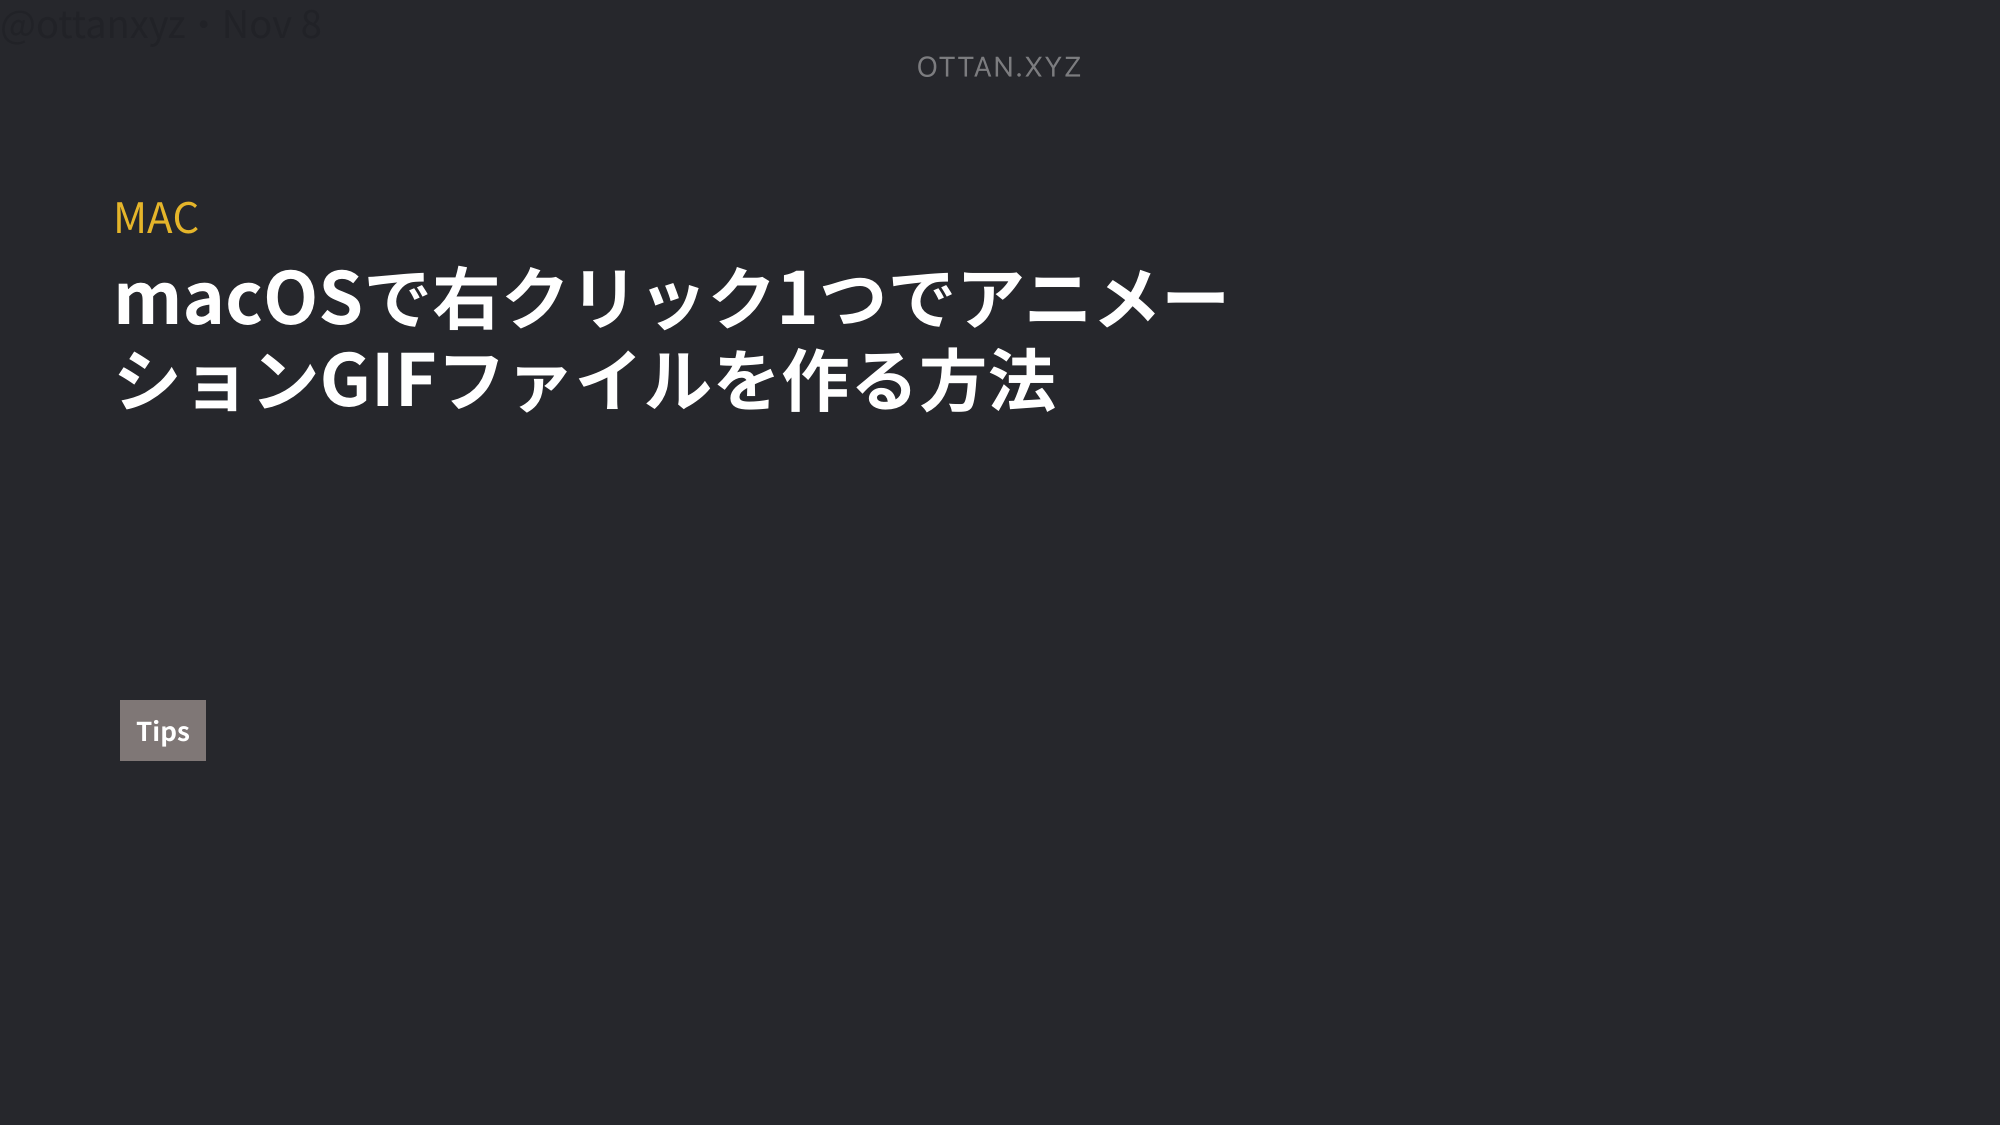 @ottanxyz・Nov 8
OTTAN.XYZ
MAC
macOSで右クリック1つでアニメー
ションGIFファイルを作る方法
Tips